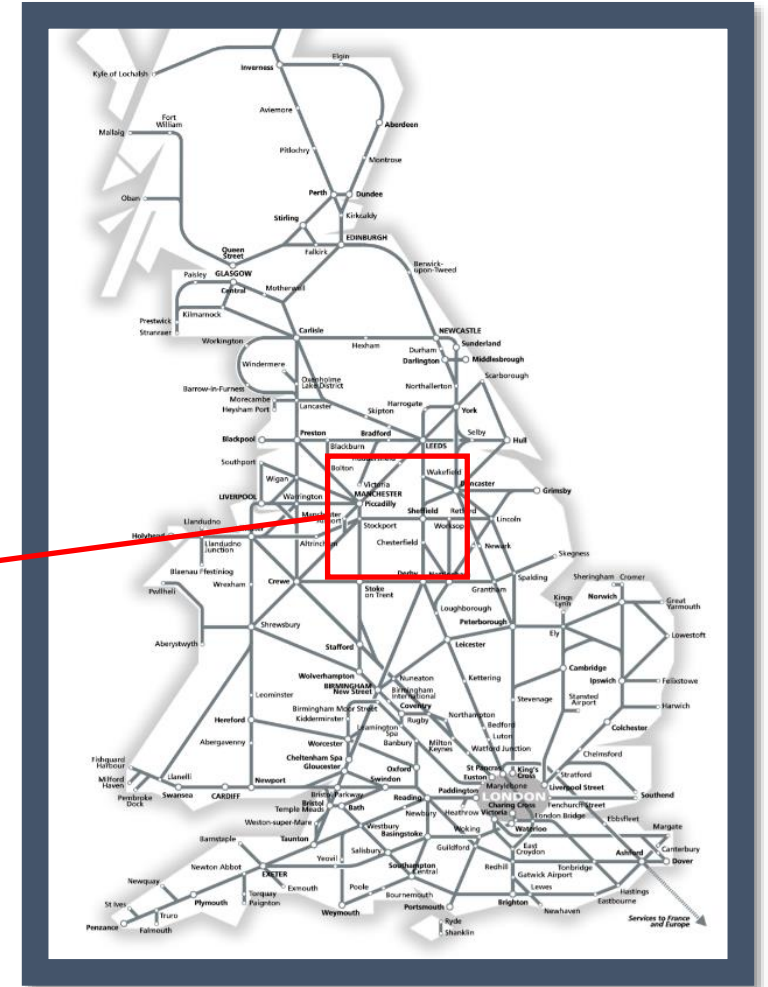 Elgin
Inverness
Kyle of Lochalsh
Aviemore
Fort
William
Mallaig
Aberdeen
Pitlochry
Montrose
Perth
Dundee
Oban
Stirling
Kirkcaldy
EDINBURGH
Queen
Street
Falkirk
Berwick-
upon-Tweed
Paisley
GLASGOW
Central
Motherwell
Kilmarnock
Prestwick
Stranraer
Carlisle
NEWCASTLE
Workington
Hexham
Sunderland
Durham
Darlington
Middlesbrough
Windermere
Scarborough
Oxenholme
Lake District
Barrow-in-Furness
Northallerton
Morecambe
Heysham Port
Lancaster
Harrogate
York
Skipton
Preston
Bradford
Selby
Blackpool
Blackburn
LEEDS
Hull
Southport
Bolton
Wakefield
Wigan
Victoria
MANCHESTER
Piccadilly
Grimsby
LIVERPOOL
Warrington
Sheffield
Llandudno
Stockport
Worksop
Lincoln
Llandudno
Junction
Altrincham
Chesterfield
Newark
Skegness
Blaenau Ffestiniog
Derby
Spalding
Sheringham
Cromer
Pwllheli
Wrexham
Crewe
Stoke
on Trent
Grantham
Kings
Lynn
Norwich
Great
Yarmouth
Loughborough
Peterborough
Ely
Lowestoft
Aberystwyth
Shrewsbury
Stafford
Leicester
Cambridge
Wolverhampton
Nuneaton
Kettering
Ipswich
Felixstowe
BIRMINGHAM
New Street
Birmingham
International
Leominster
Stevenage
Stansted
Airport
Harwich
Birmingham Moor Street
Coventry
Kidderminster
Rugby
Northampton
Hereford
Leamington
Spa
Bedford
Colchester
Abergavenny
Worcester
Banbury
Milton
Keynes
Luton
Watford Junction
Chelmsford
Cheltenham Spa
Gloucester
Oxford
St Pancras
King's
Cross
Stratford
Fishguard
Harbour
Euston
Milford
Haven
Llanelli
Newport
Swindon
Paddington
Marylebone
Liverpool Street
Pembroke
Dock
Swansea
CARDIFF
Bristol Parkway
Reading
LONDON
Southend
Bristol
Temple Meads
Bath
Newbury
Heathrow
Victoria
Charing Cross
Fenchurch Street
London Bridge
Ebbsfleet
Weston-super-Mare
Westbury
Basingstoke
Woking
Waterloo
Margate
Barnstaple
Taunton
Salisbury
Guildford
East
Croydon
Canterbury
Ashford
Dover
Newton Abbot
Yeovil
Southampton
Central
Redhill
Tonbridge
Gatwick Airport
EXETER
Newquay
Exmouth
Poole
Bournemouth
Lewes
Hastings
Torquay
Paignton
Eastbourne
St Ives
Plymouth
Weymouth
Portsmouth
Brighton
Newhaven
Truro
Penzance
Falmouth
Ryde
Shanklin
Services to France
and Europe